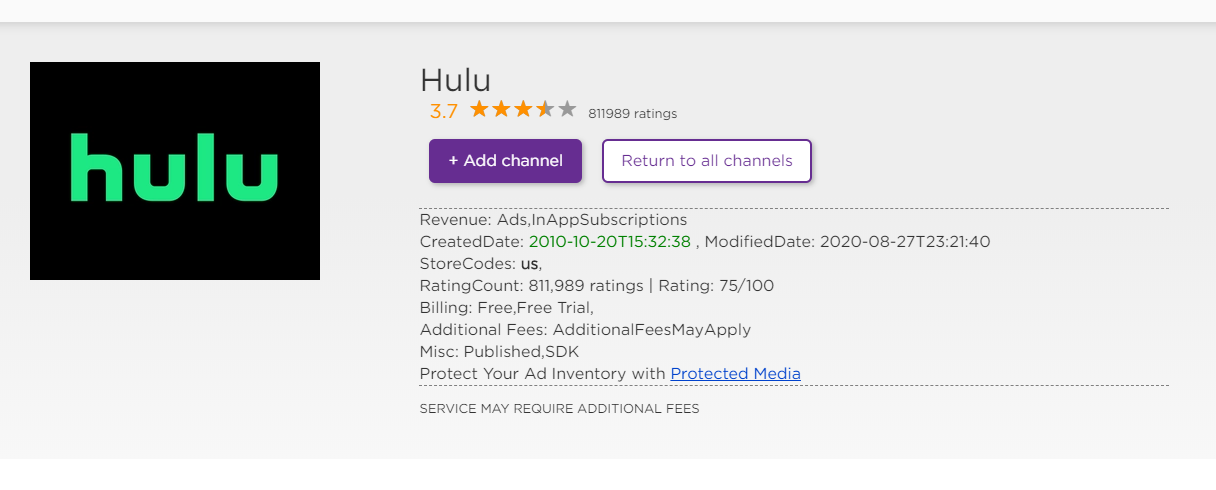 hulu
Hulu
3.7 811989 ratings
+ Add channel Return to all channels
Revenue: Ads,InAppSubscriptions
CreatedDate: 2010-10-20T15:32:38 , ModifiedDate: 2020-08-27T23:21:40
StoreCodes: us,
RatingCount: 811,989 ratings | Rating: 75/100
Billing: Free,Free Trial,
Additional Fees: AdditionalFeesMayApply
Misc: Published,SDK
Protect Your Ad Inventory with Protected Media
SERVICE MAY REQUIRE ADDITIONAL FEES